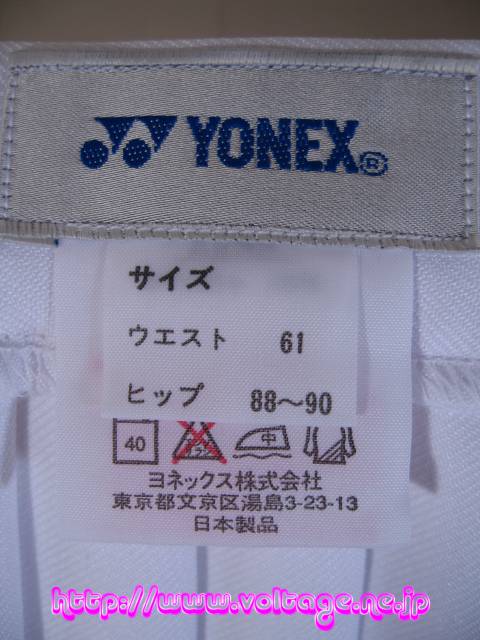 YONEX®
サイズ
ウエスト 61
ヒップ 88～90
40 中
ヨネックス株式会社
東京都文京区湯島3-23-13
日本製品
http://www.voltage.ne.jp